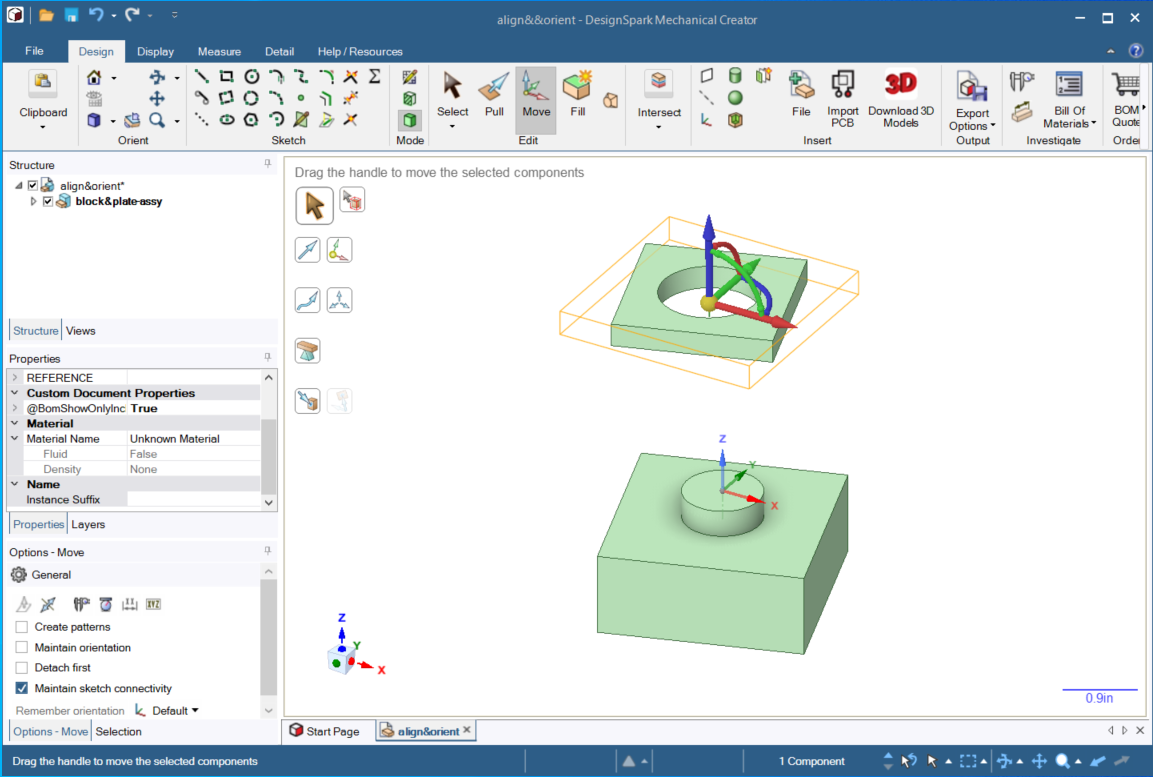 align&&orient - DesignSpark Mechanical Creator
File Design Display Measure Detail Help / Resources
Clipboard
Select Pull Move Fill
Intersect
File Import PCB Download 3D Models
3D
Export Options
Bill Of Materials
BOM Quote
Orient Sketch Mode Edit Insert Output Investigate Order
Structure
align&orient*
block&plate-assy
Structure Views
Properties
REFERENCE
Custom Document Properties
@BomShowOnlyInc True
Material
Material Name Unknown Material
Fluid False
Density None
Name
Instance Suffix
Properties Layers
Options - Move
General
XYZ
Create patterns
Maintain orientation
Detach first
Maintain sketch connectivity
Remember orientation Default
Options - Move Selection
Drag the handle to move the selected components
Z
Y
X
Z
Y
X
0.9in
Start Page align&orient
Drag the handle to move the selected components 1 Component